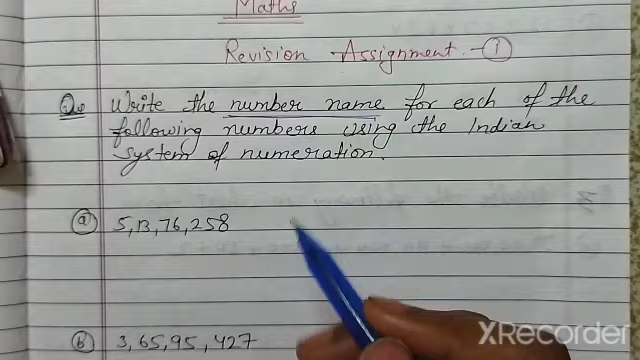 Maths
Revision Assignment - 1
Q1. Write the number name for each of the
following numbers using the Indian
System of numeration.
(a) 5,13,76,258
(b) 3,65,95,427
XRecorder